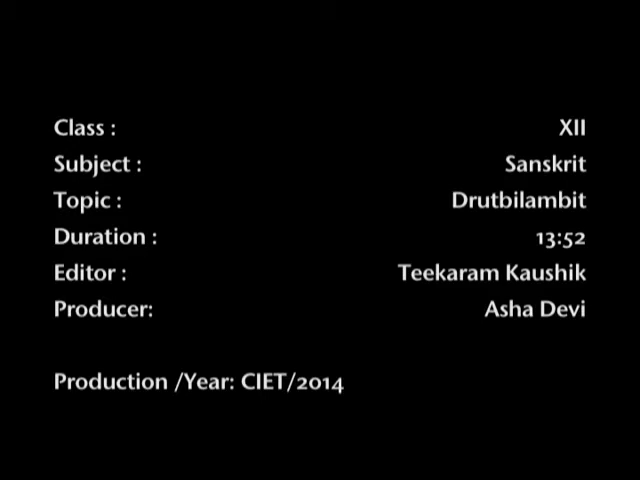 Class : XII
Subject : Sanskrit
Topic : Drutbilambit
Duration : 13:52
Editor : Teekaram Kaushik
Producer: Asha Devi
Production /Year: CIET/2014